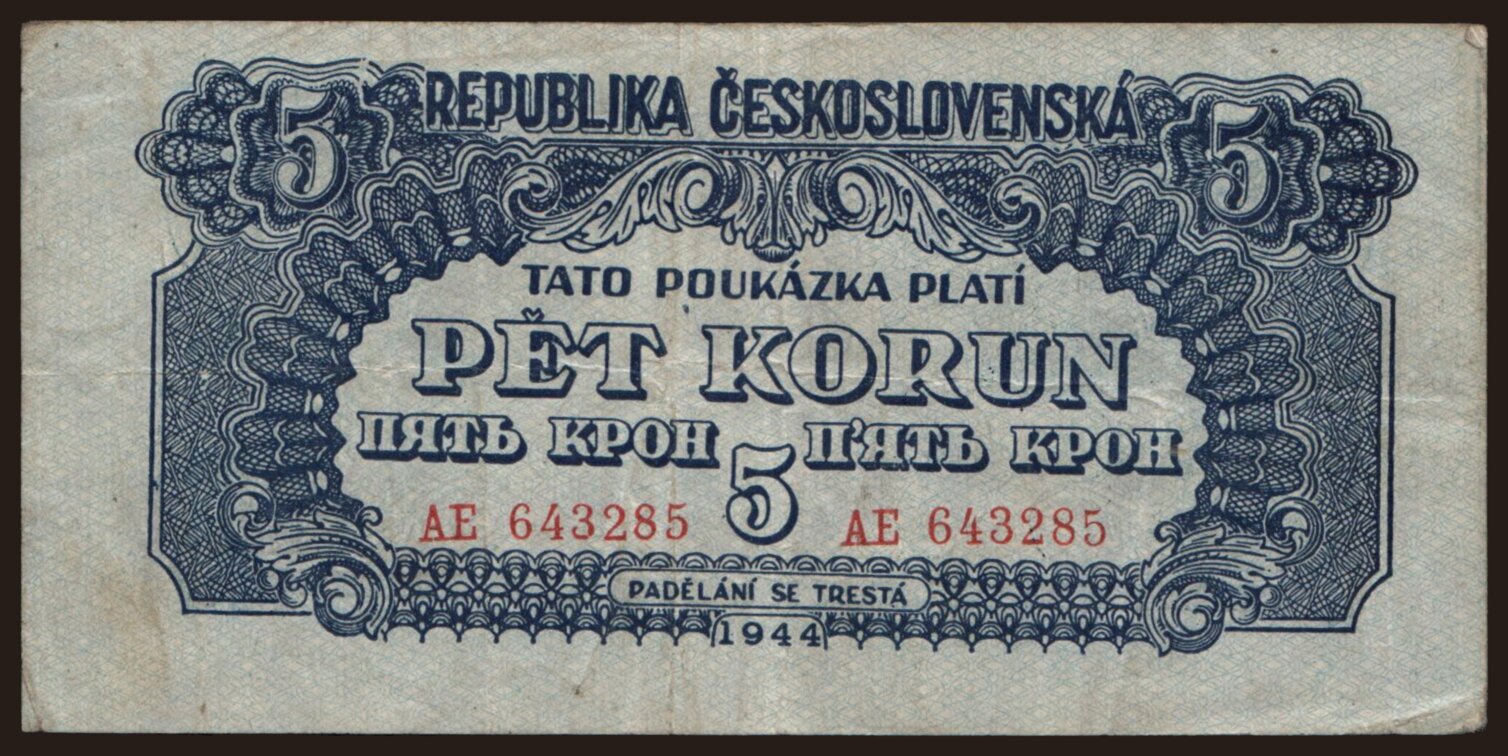 5 REPUBLIKA ČESKOSLOVENSKÁ 5
TATO POUKÁZKA PLATÍ
PĚT KORUN
ПЯТЬ КРОН П'ЯТЬ КРОН
5
AE 643285 AE 643285
PADĚLÁNÍ SE TRESTÁ
1944